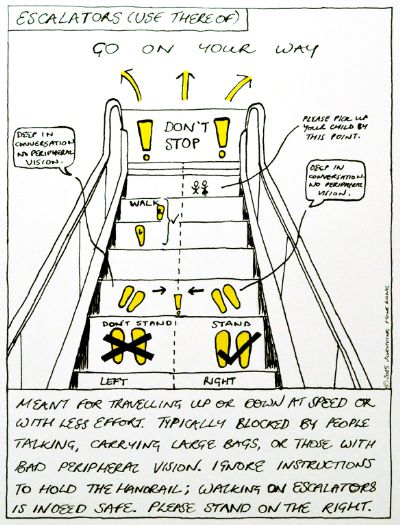 ESCALATORS (USE THEREOF)
GO ON YOUR WAY
DON'T
STOP
PLEASE PICK UP
YOUR CHILD BY
THIS POINT.
DEEP IN
CONVERSATION
NO PERIPHERAL
VISION.
DEEP IN
CONVERSATION.
NO PERIPHERAL
VISION.
WALK
DON'T STAND
STAND
LEFT
RIGHT
MEANT FOR TRAVELLING UP OR DOWN AT SPEED OR
WITH LESS EFFORT. TYPICALLY BLOCKED BY PEOPLE
TALKING, CARRYING LARGE BAGS, OR THOSE WITH
BAD PERIPHERAL VISION. IGNORE INSTRUCTIONS
TO HOLD THE HANDRAIL; WALKING ON ESCALATORS
IS INDEED SAFE. PLEASE STAND ON THE RIGHT.